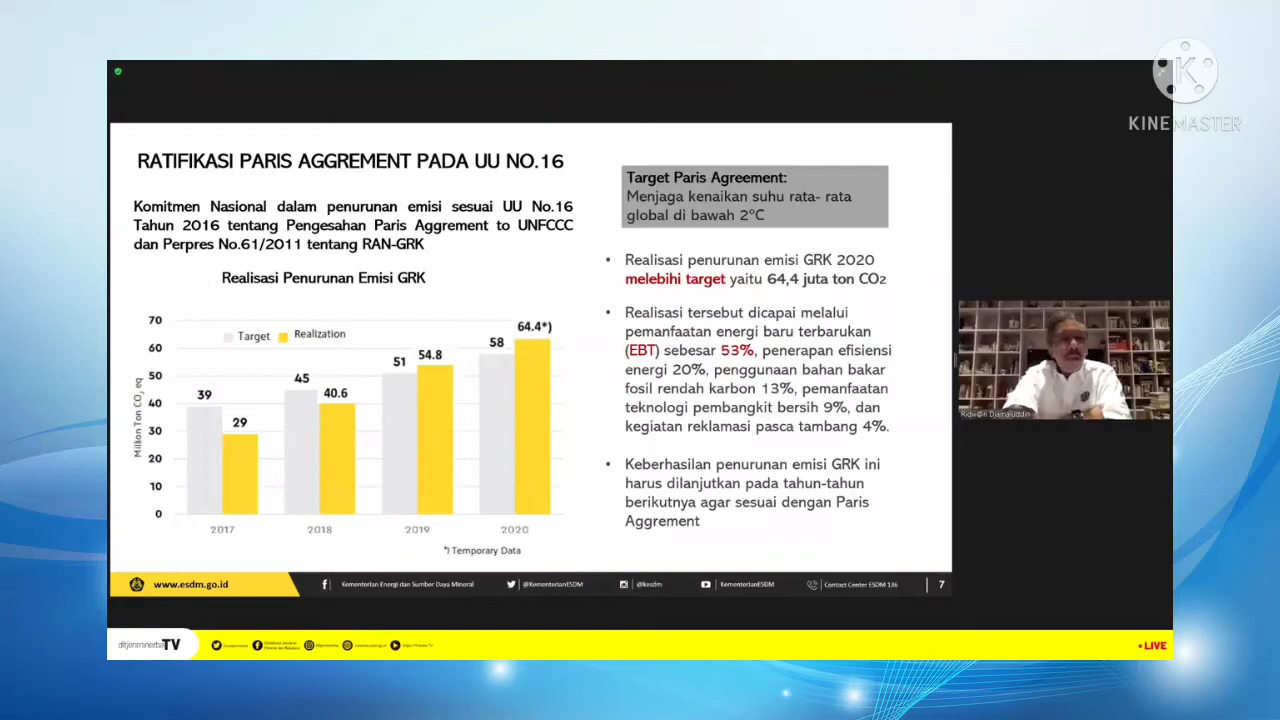 K
KINEMASTER
RATIFIKASI PARIS AGGREMENT PADA UU NO.16
Komitmen Nasional dalam penurunan emisi sesuai UU No.16
Tahun 2016 tentang Pengesahan Paris Aggrement to UNFCCC
dan Perpres No.61/2011 tentang RAN-GRK
Realisasi Penurunan Emisi GRK
Target
Realization
Million Ton CO2 eq
70
60
50
40
30
20
10
0
39
29
45
40.6
51
54.8
58
64.4*)
2017
2018
2019
2020
*) Temporary Data
Target Paris Agreement:
Menjaga kenaikan suhu rata- rata
global di bawah 2°C
• Realisasi penurunan emisi GRK 2020
melebihi target yaitu 64,4 juta ton CO2
• Realisasi tersebut dicapai melalui
pemanfaatan energi baru terbarukan
(EBT) sebesar 53%, penerapan efisiensi
energi 20%, penggunaan bahan bakar
fosil rendah karbon 13%, pemanfaatan
teknologi pembangkit bersih 9%, dan
kegiatan reklamasi pasca tambang 4%.
• Keberhasilan penurunan emisi GRK ini
harus dilanjutkan pada tahun-tahun
berikutnya agar sesuai dengan Paris
Aggrement
Ridwan Djamaluddin
www.esdm.go.id
Kementerian Energi dan Sumber Daya Mineral
@KementerianESDM
@kesdm
KementerianESDM
Contact Center ESDM 136
7
ditjenminerbaTV
• LIVE